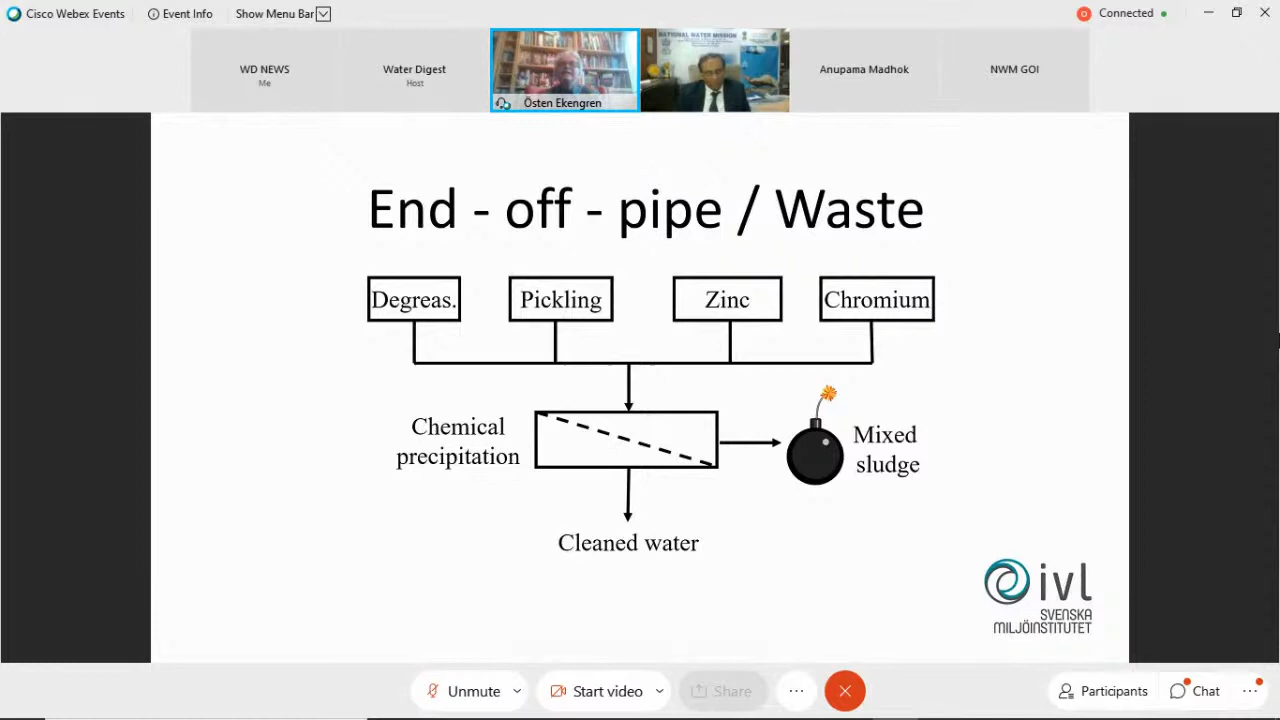 Cisco Webex Events
Event Info
Show Menu Bar
Connected
WD NEWS
Me
Water Digest
Host
Östen Ekengren
NATIONAL WATER MISSION
Anupama Madhok
NWM GOI
End - off - pipe / Waste
Degreas.
Pickling
Zinc
Chromium
Chemical
precipitation
Mixed
sludge
Cleaned water
ivl
SVENSKA
MILJÖINSTITUTET
Unmute
Start video
Share
Participants
Chat